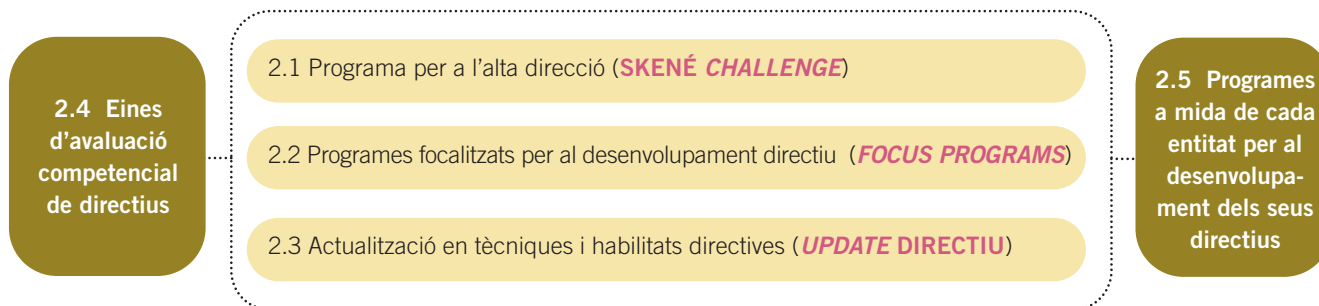 2.4 Eines
d'avaluació
competencial
de directius
2.1 Programa per a l'alta direcció (SKENÉ CHALLENGE)
2.2 Programes focalitzats per al desenvolupament directiu (FOCUS PROGRAMS)
2.3 Actualització en tècniques i habilitats directives (UPDATE DIRECTIU)
2.5 Programes
a mida de cada
entitat per al
desenvolupa-
ment dels seus
directius